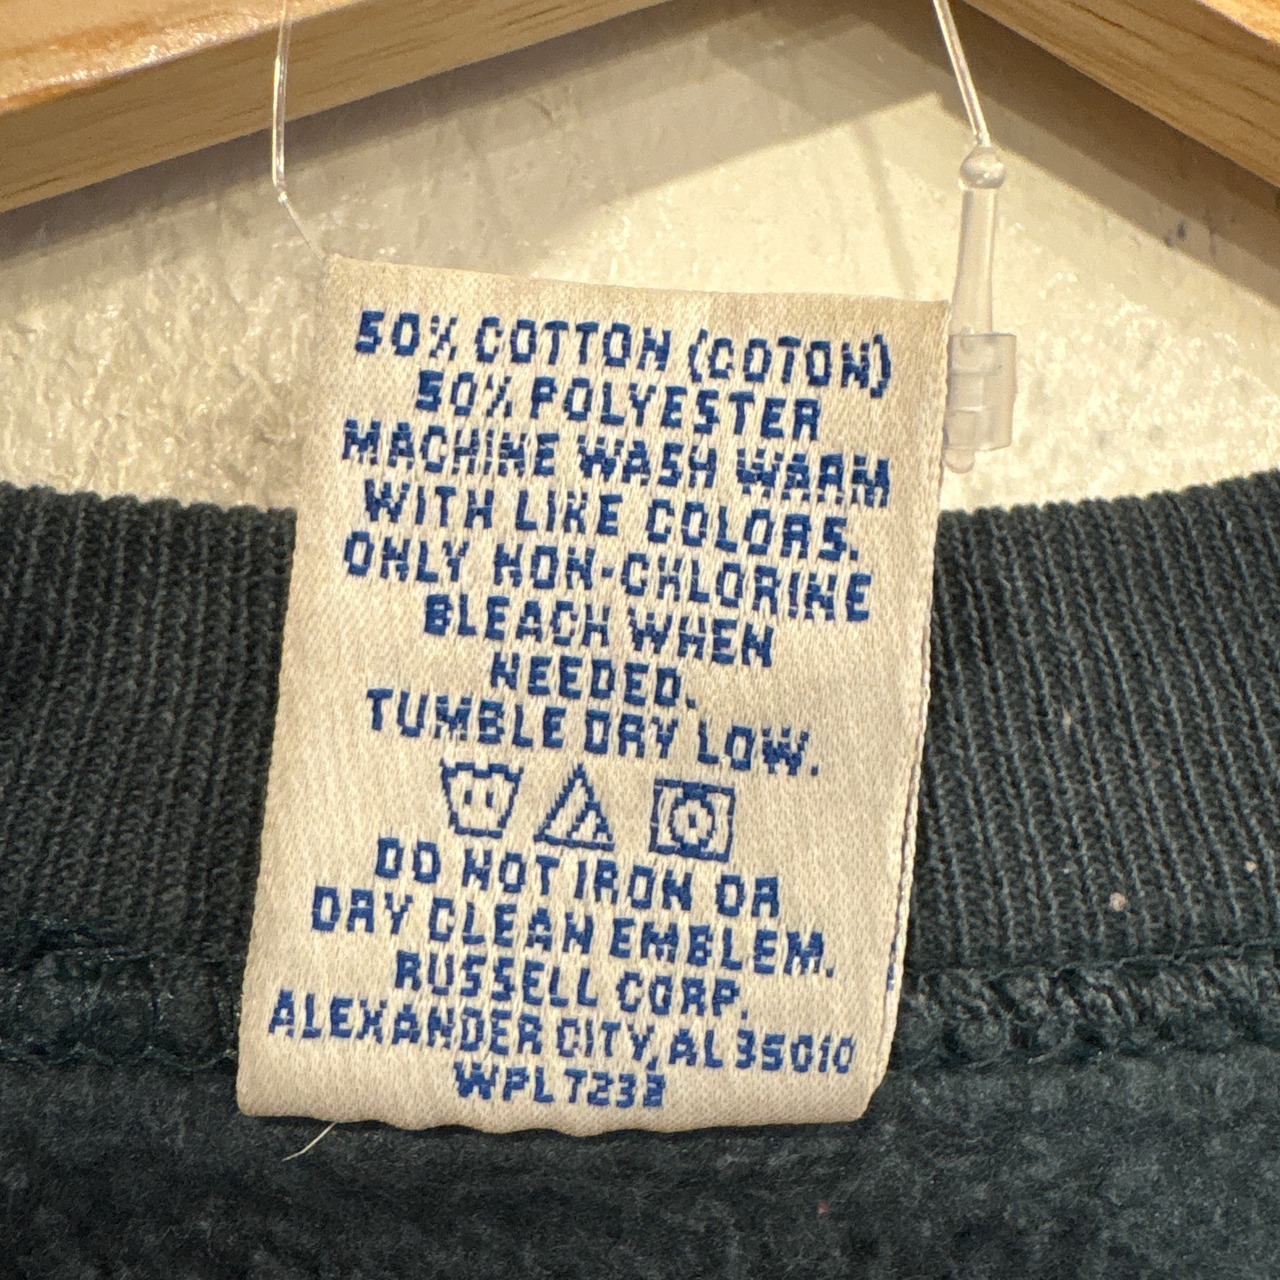 50% COTTON (COTON)
50% POLYESTER
MACHINE WASH WARM
WITH LIKE COLORS.
ONLY NON-CHLORINE
BLEACH WHEN
NEEDED.
TUMBLE DRY LOW.
DO NOT IRON OR
DRY CLEAN EMBLEM.
RUSSELL CORP.
ALEXANDER CITY, AL 35010
WPL 7232